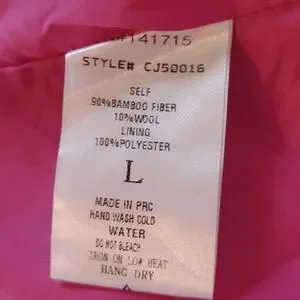 #141715
STYLE# CJ50016
SELF
90%BAMBOO FIBER
10%WOOL
LINING
100%POLYESTER
L
MADE IN PRC
HAND WASH COLD
WATER
DO NOT BLEACH
IRON ON LOW HEAT
HANG DRY